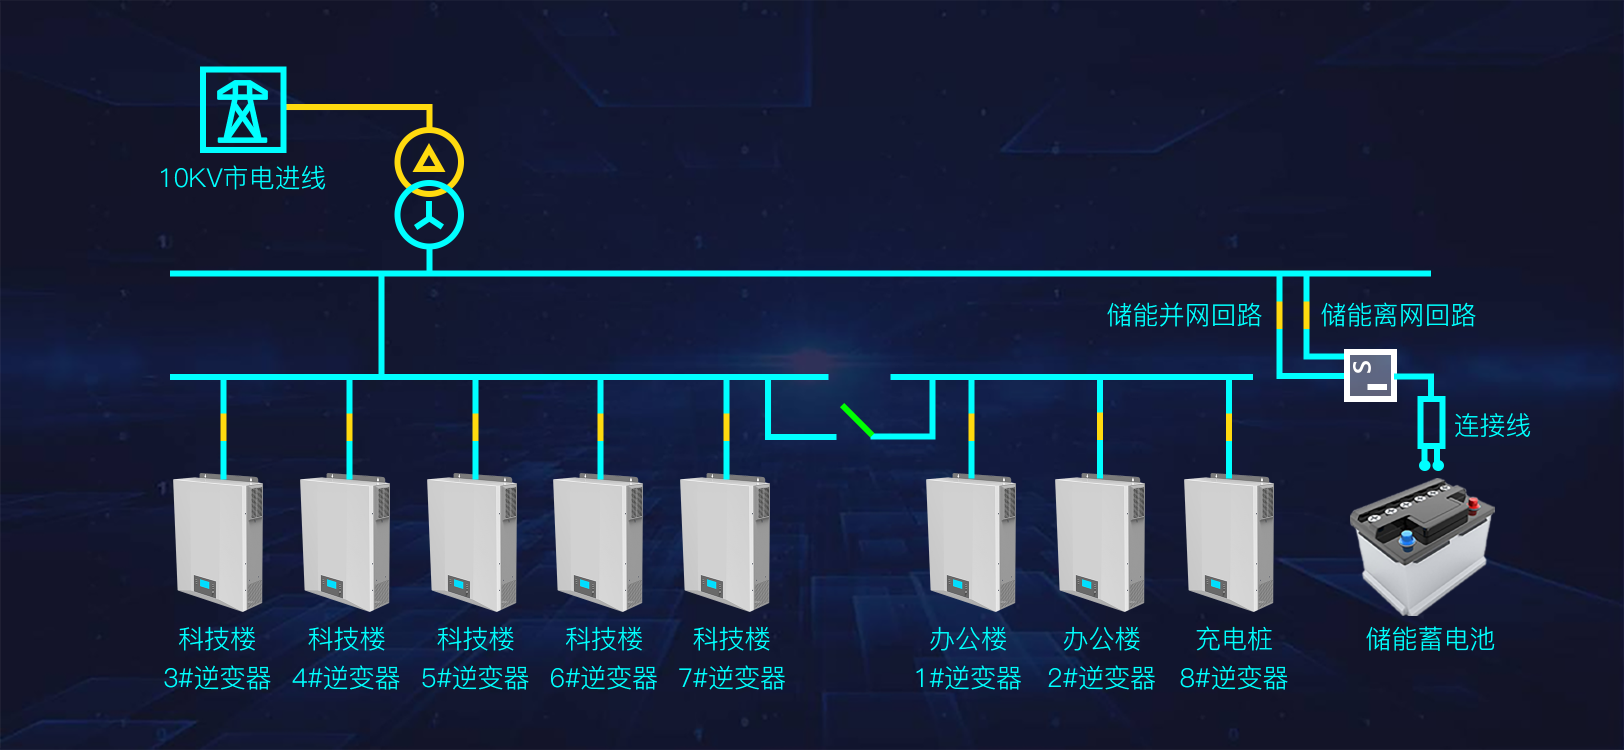 10KV市电进线
储能并网回路
储能离网回路
S
连接线
科技楼
3#逆变器
科技楼
4#逆变器
科技楼
5#逆变器
科技楼
6#逆变器
科技楼
7#逆变器
办公楼
1#逆变器
办公楼
2#逆变器
充电桩
8#逆变器
储能蓄电池